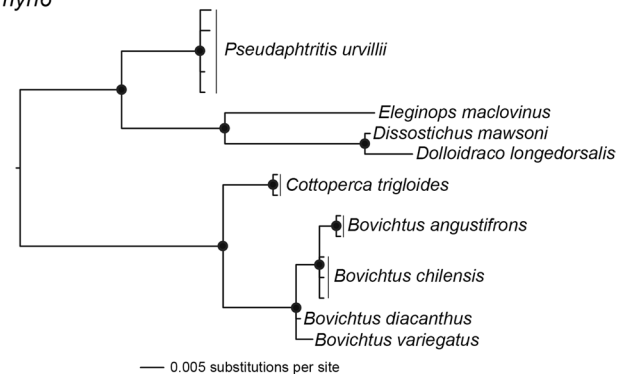 Pseudaphtritis urvillii
Eleginops maclovinus
Dissostichus mawsoni
Dolloidraco longedorsalis
Cottoperca trigloides
Bovichtus angustifrons
Bovichtus chilensis
Bovichtus diacanthus
Bovichtus variegatus
0.005 substitutions per site